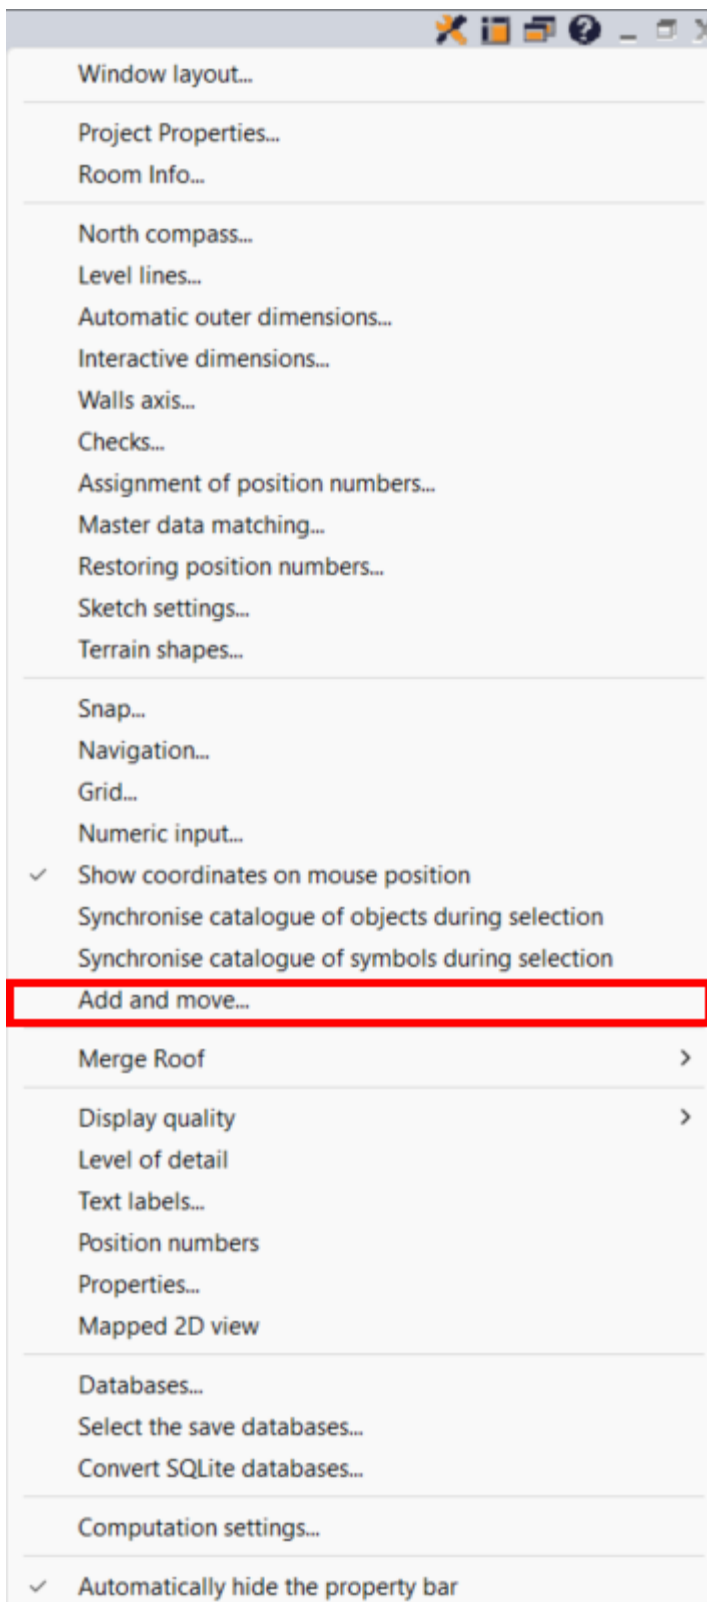 Window layout...
Project Properties...
Room Info...
North compass...
Level lines...
Automatic outer dimensions...
Interactive dimensions...
Walls axis...
Checks...
Assignment of position numbers...
Master data matching...
Restoring position numbers...
Sketch settings...
Terrain shapes...
Snap...
Navigation...
Grid...
Numeric input...
Show coordinates on mouse position
Synchronise catalogue of objects during selection
Synchronise catalogue of symbols during selection
Add and move...
Merge Roof
Display quality
Level of detail
Text labels...
Position numbers
Properties...
Mapped 2D view
Databases...
Select the save databases...
Convert SQLite databases...
Computation settings...
Automatically hide the property bar